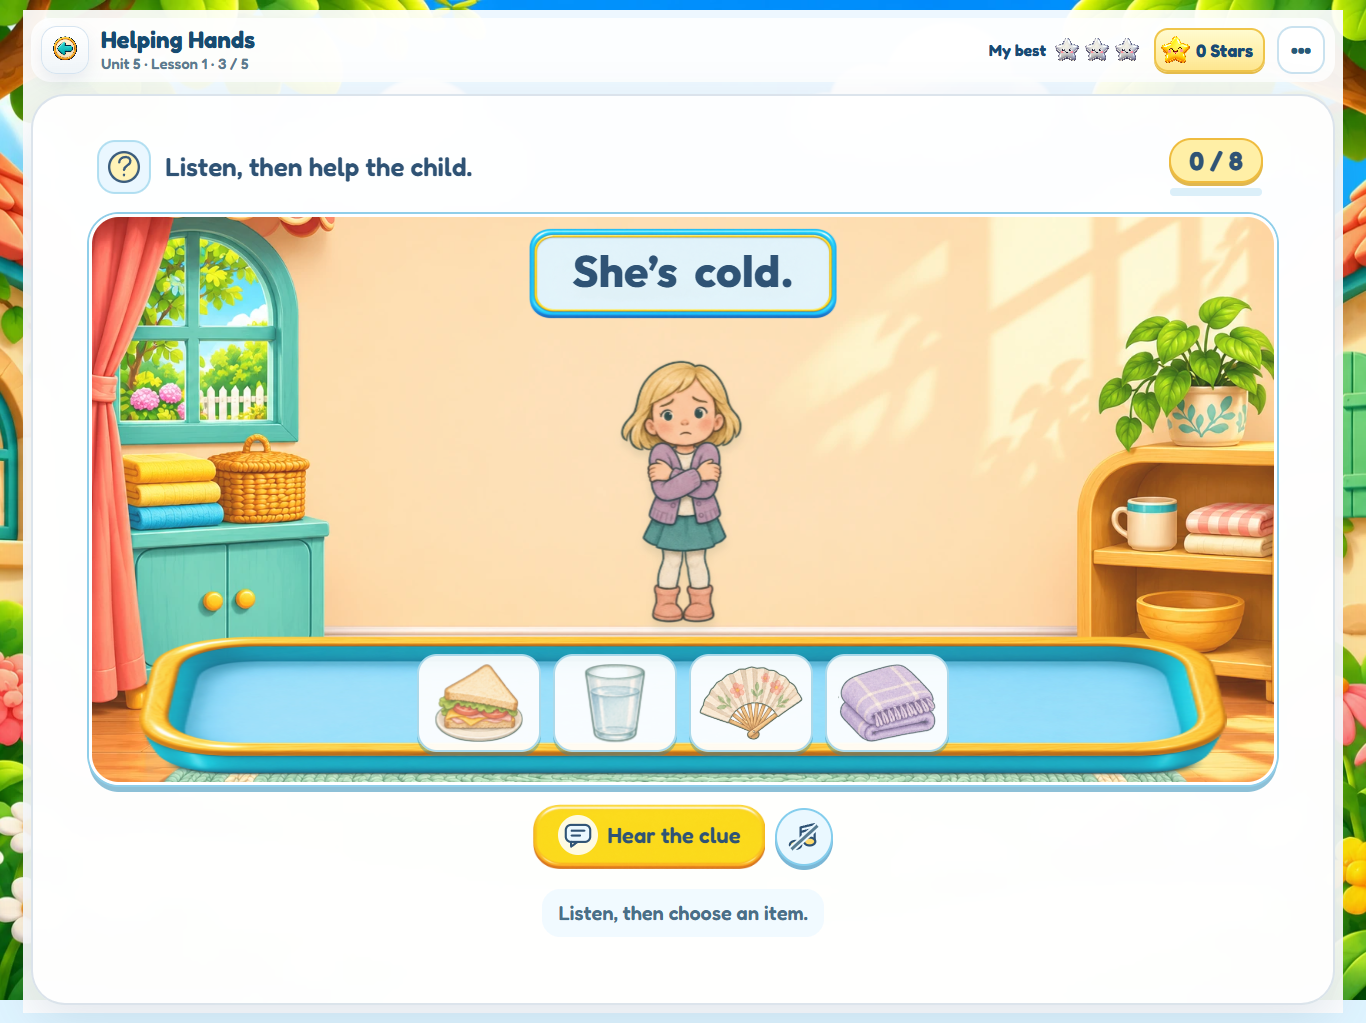 Helping Hands
Unit 5 · Lesson 1 · 3 / 5
My best
0 Stars
Listen, then help the child.
0 / 8
She's cold.
Hear the clue
Listen, then choose an item.